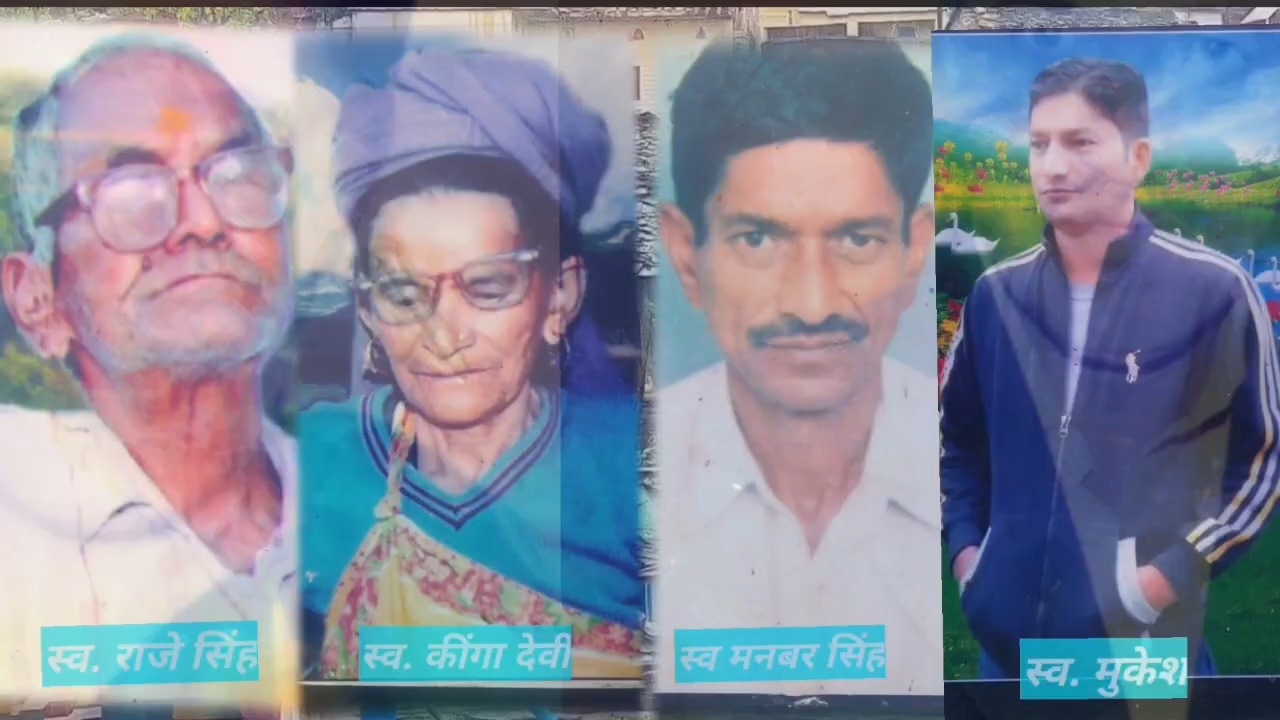 स्व. राजे सिंह
स्व. कींगा देवी
स्व मनबर सिंह
स्व. मुकेश